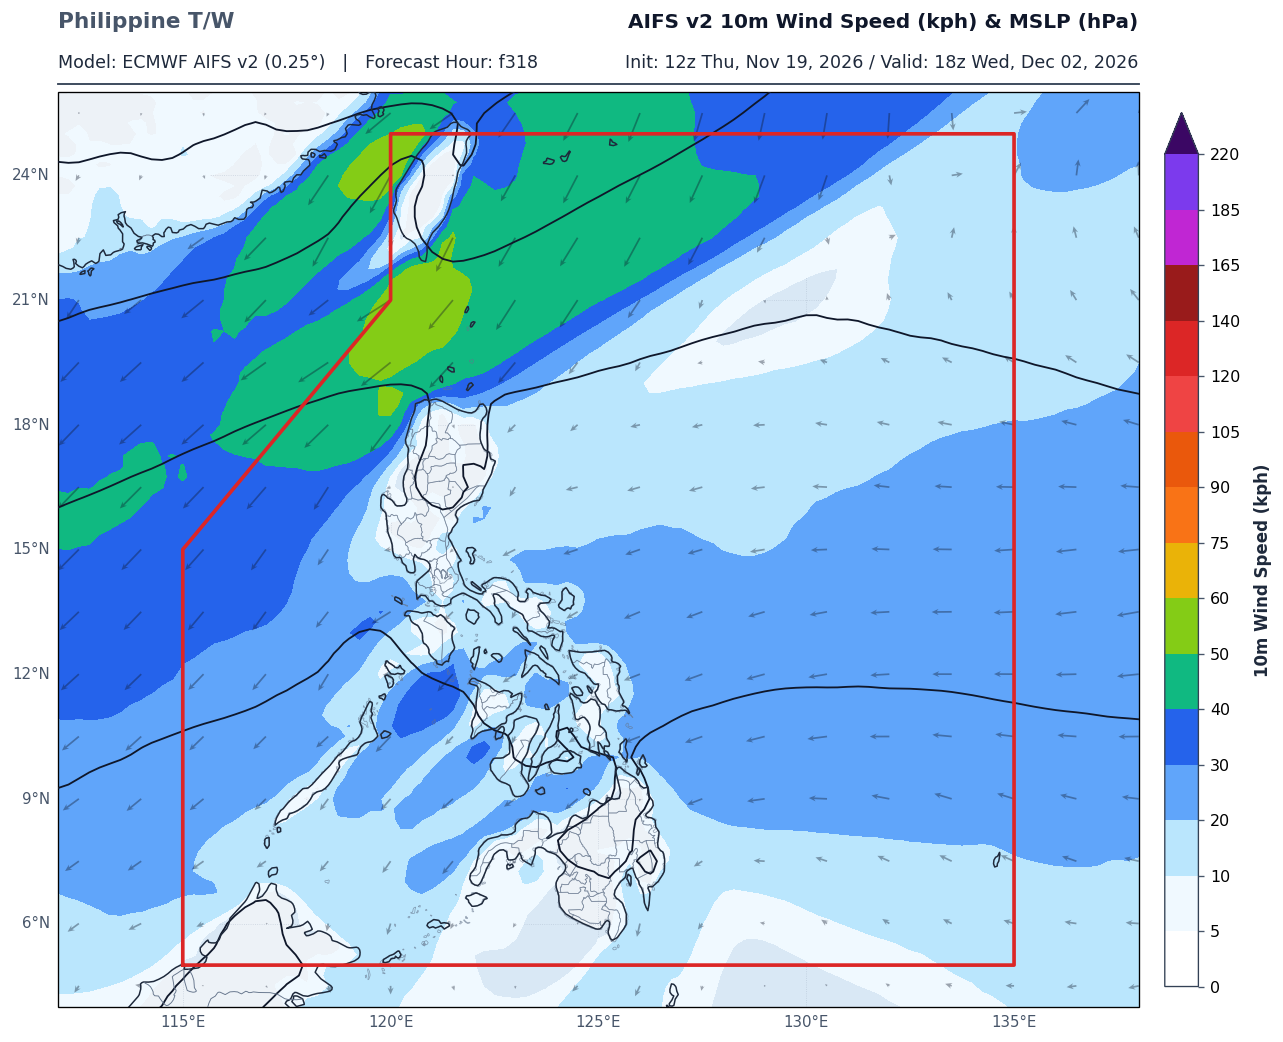 Philippine T/W
AIFS v2 10m Wind Speed (kph) & MSLP (hPa)
Model: ECMWF AIFS v2 (0.25°) | Forecast Hour: f318
Init: 12z Thu, Nov 19, 2026 / Valid: 18z Wed, Dec 02, 2026
24°N
21°N
18°N
15°N
12°N
9°N
6°N
115°E
120°E
125°E
130°E
135°E
220
185
165
140
120
105
90
75
60
50
40
30
20
10
5
0
10m Wind Speed (kph)